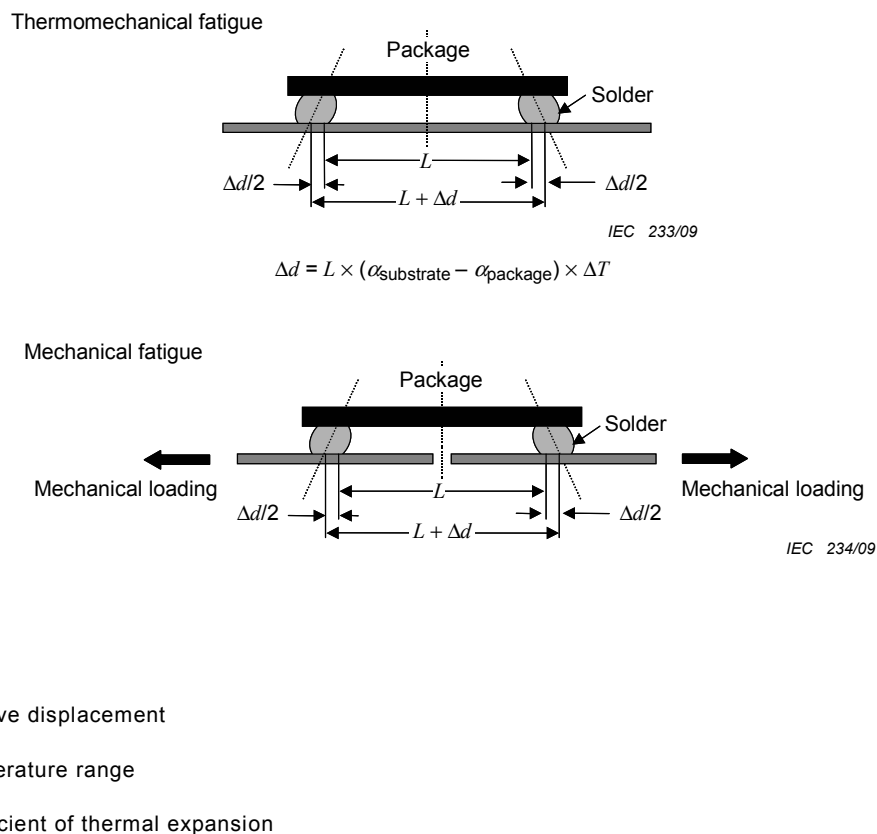 Thermomechanical fatigue
Package
Solder
L
Δd/2
Δd/2
L + Δd
IEC 233/09
Δd = L × (αsubstrate – αpackage) × ΔT
Mechanical fatigue
Package
Solder
Mechanical loading
Mechanical loading
L
Δd/2
Δd/2
L + Δd
IEC 234/09
ve displacement
erature range
cient of thermal expansion